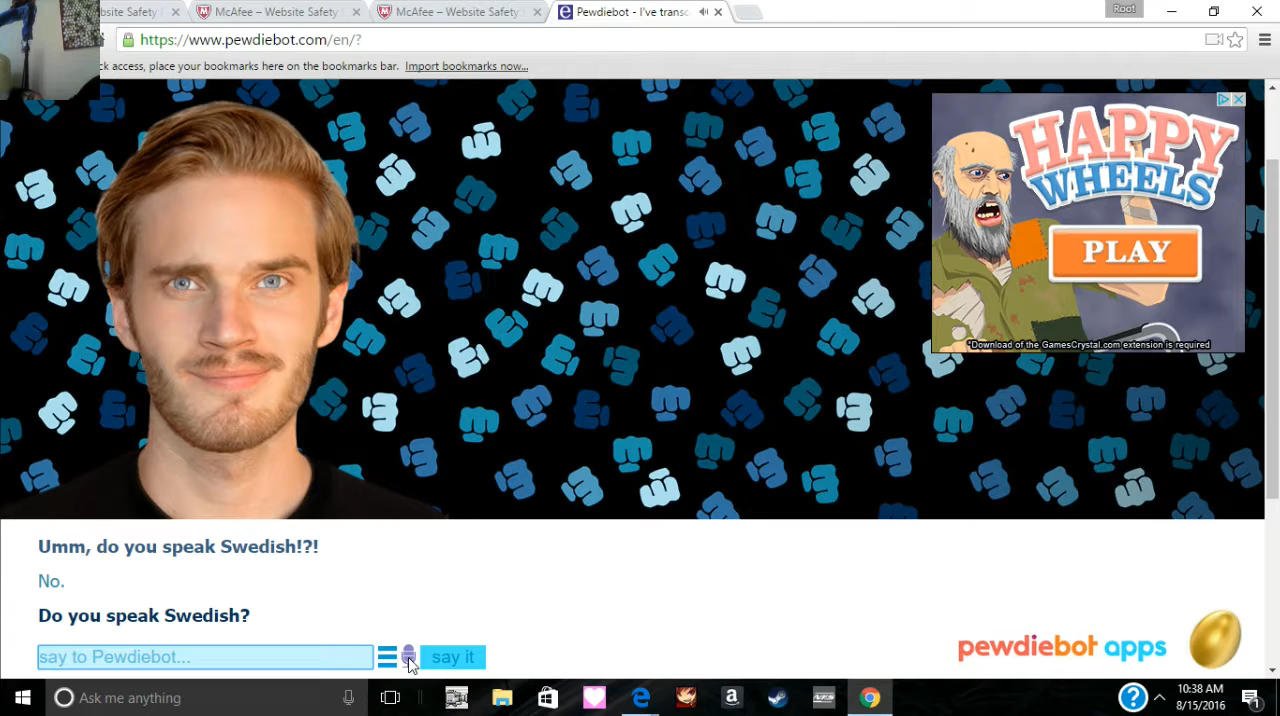 bsite Safety
McAfee – Website Safety
McAfee – Website Safety
Pewdiebot - I've transc
Root
https://www.pewdiebot.com/en/?
ck access, place your bookmarks here on the bookmarks bar. Import bookmarks now...
HAPPY
WHEELS
PLAY
*Download of the GamesCrystal.com extension is required
Umm, do you speak Swedish!?!
No.
Do you speak Swedish?
say to Pewdiebot...
say it
pewdiebot apps
Ask me anything
10:38 AM
8/15/2016